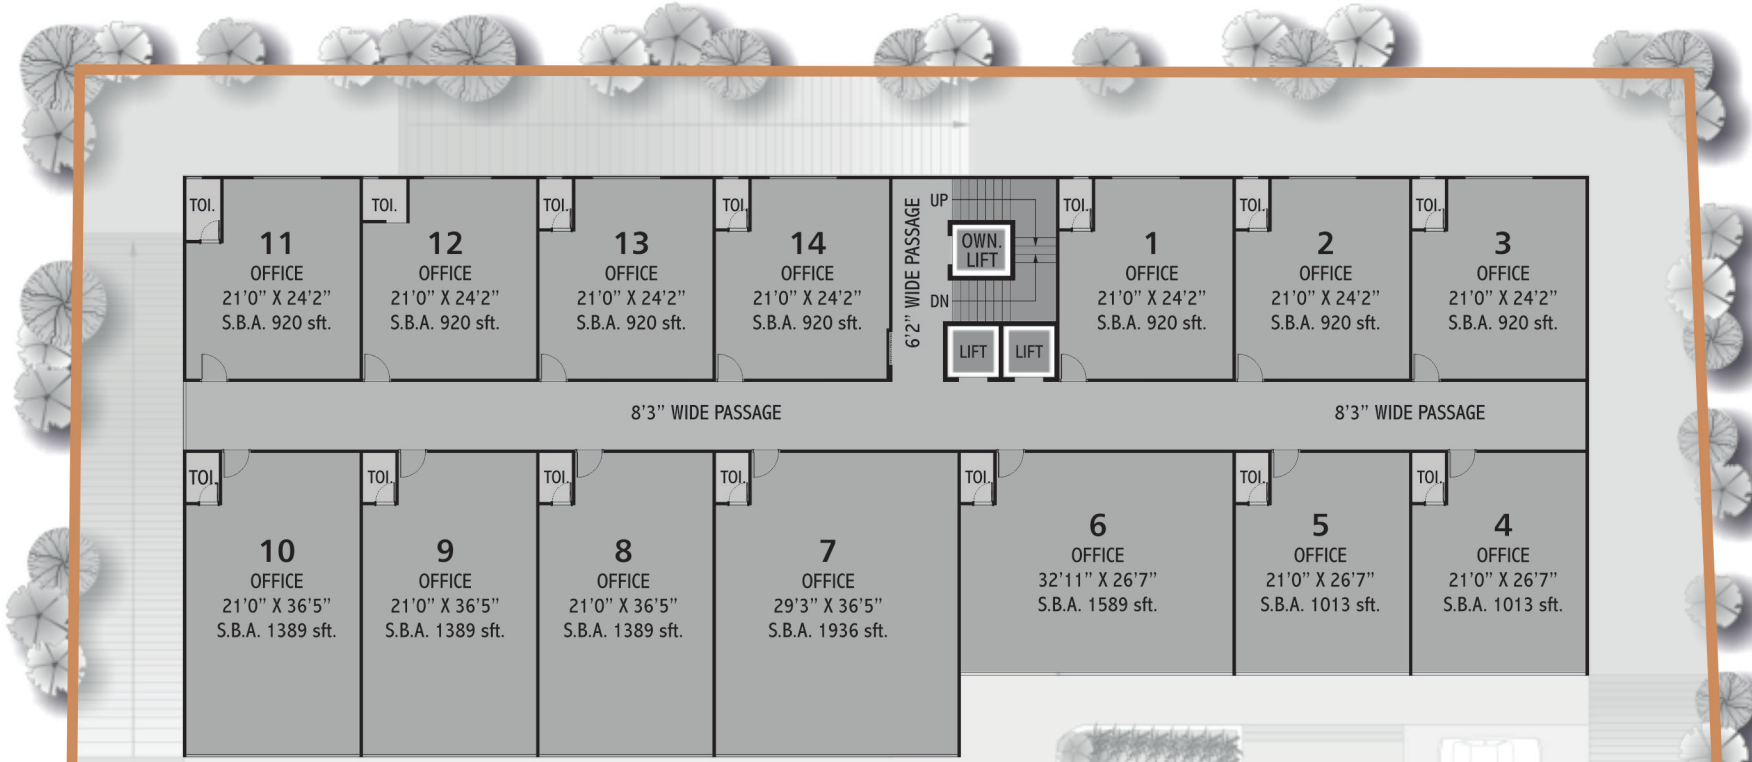 TOI.
11
OFFICE
21'0" X 24'2"
S.B.A. 920 sft.
TOI.
12
OFFICE
21'0" X 24'2"
S.B.A. 920 sft.
TOI.
13
OFFICE
21'0" X 24'2"
S.B.A. 920 sft.
TOI.
14
OFFICE
21'0" X 24'2"
S.B.A. 920 sft.
6'2" WIDE PASSAGE
UP
OWN.
LIFT
DN
LIFT
LIFT
TOI.
1
OFFICE
21'0" X 24'2"
S.B.A. 920 sft.
TOI.
2
OFFICE
21'0" X 24'2"
S.B.A. 920 sft.
TOI.
3
OFFICE
21'0" X 24'2"
S.B.A. 920 sft.
8'3" WIDE PASSAGE
8'3" WIDE PASSAGE
TOI.
10
OFFICE
21'0" X 36'5"
S.B.A. 1389 sft.
TOI.
9
OFFICE
21'0" X 36'5"
S.B.A. 1389 sft.
TOI.
8
OFFICE
21'0" X 36'5"
S.B.A. 1389 sft.
TOI.
7
OFFICE
29'3" X 36'5"
S.B.A. 1936 sft.
TOI.
6
OFFICE
32'11" X 26'7"
S.B.A. 1589 sft.
TOI.
5
OFFICE
21'0" X 26'7"
S.B.A. 1013 sft.
TOI.
4
OFFICE
21'0" X 26'7"
S.B.A. 1013 sft.